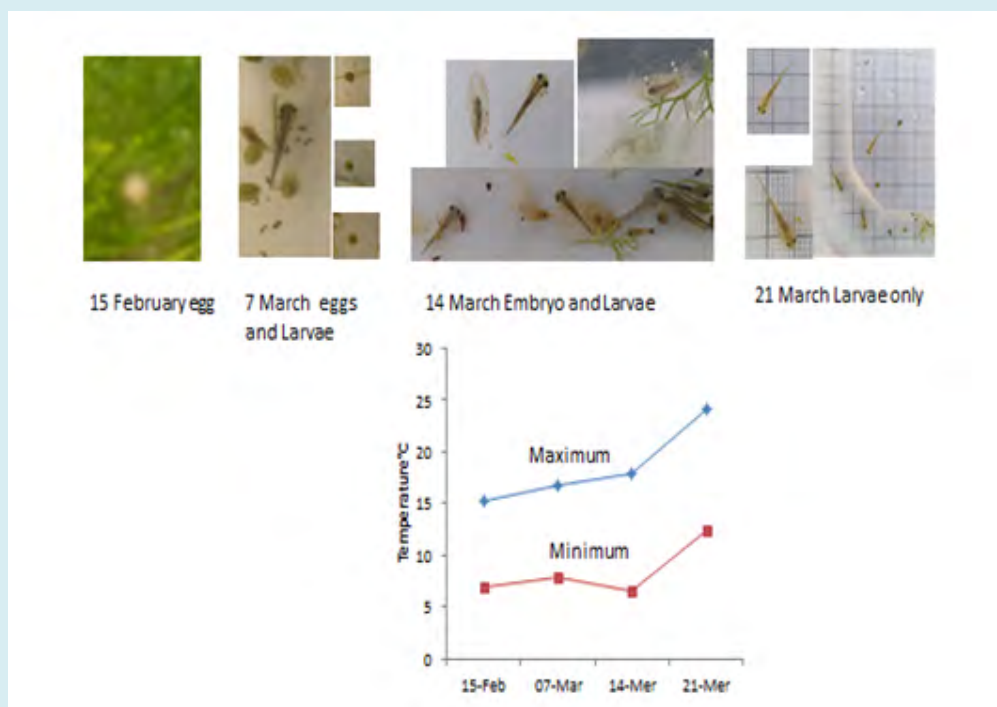 15 February egg
7 March eggs
and Larvae
14 March Embryo and Larvae
21 March Larvae only
30
25
20
15
10
5
0
Temperature°C
Maximum
Minimum
15-Feb
07-Mar
14-Mer
21-Mer